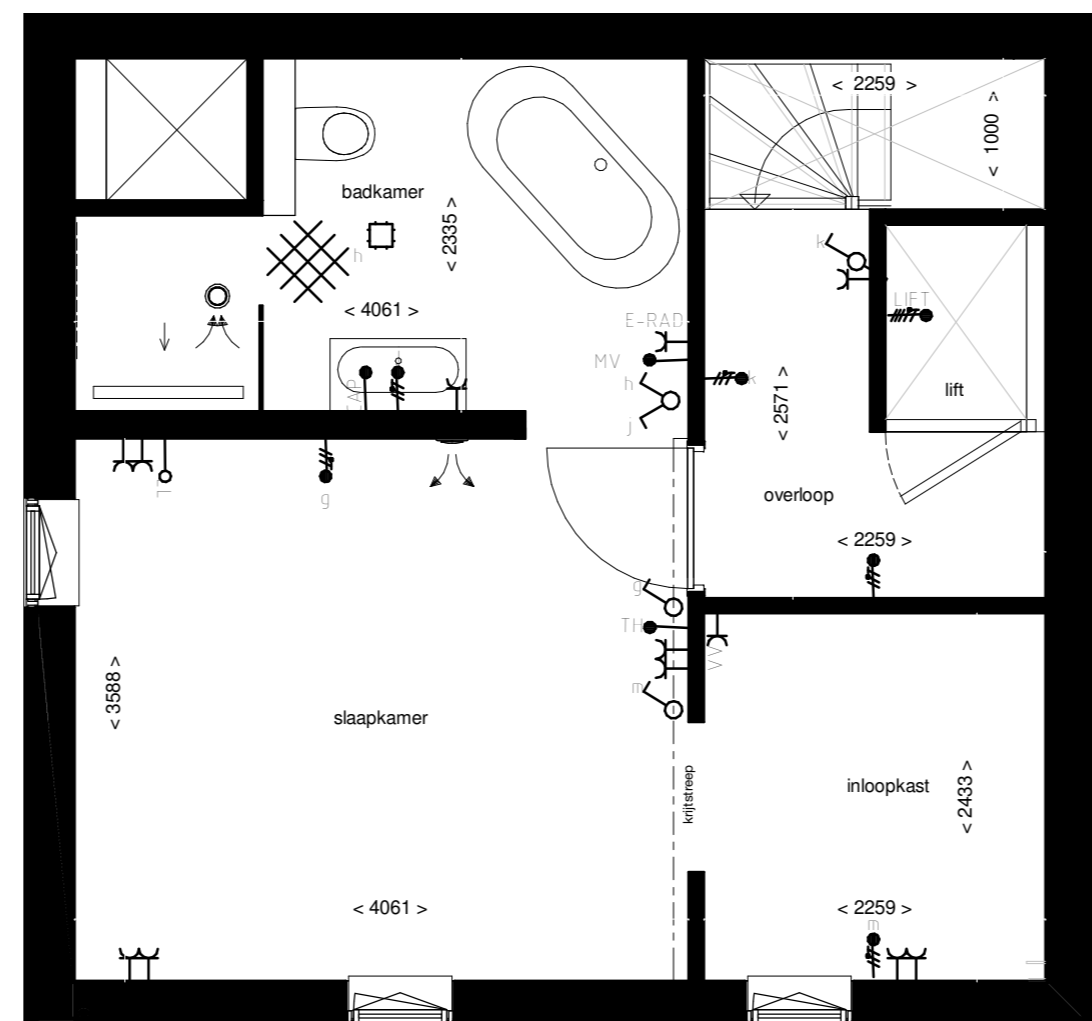 < 2259 >
< 1000 >
badkamer
< 2335 >
h
k
< 4061 >
LIFT
E-RAD
MV
h
j
k
< 2571 >
lift
overloop
g
< 2259 >
g
TH
m
< 3588 >
slaapkamer
krijtstreep
inloopkast
< 2433 >
< 4061 >
< 2259 >
m